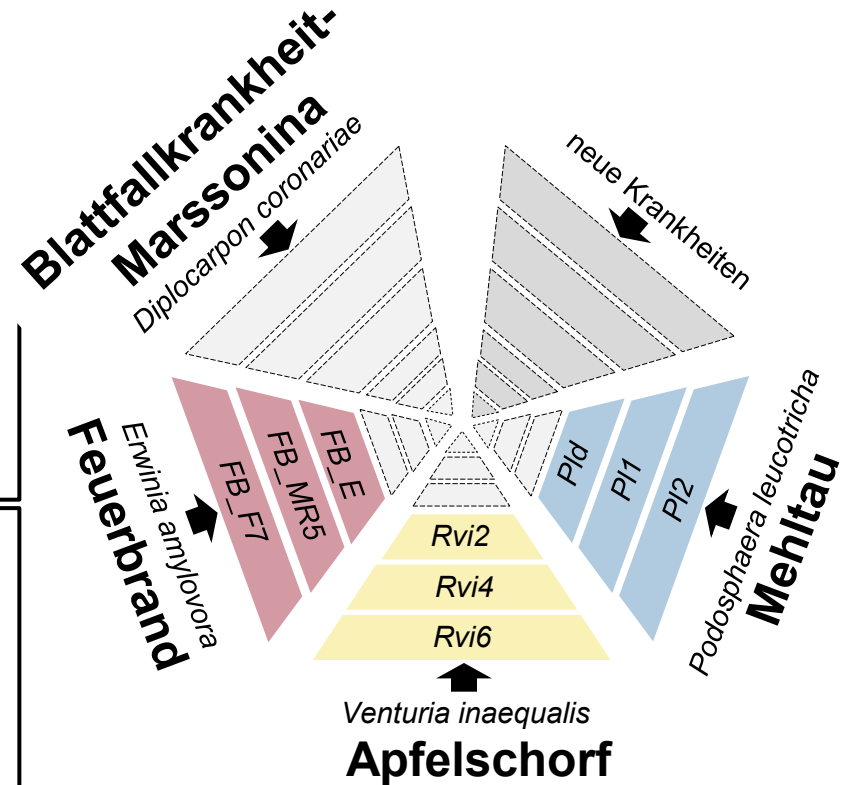 Blattfallkrankheit-
Marssonina
Diplocarpon coronariae
neue Krankheiten
Feuerbrand
Erwinia amylovora
FB_F7
FB_MR5
FB_E
Pld
Pl1
Pl2
Podosphaera leucotricha
Mehltau
Rvi2
Rvi4
Rvi6
Venturia inaequalis
Apfelschorf